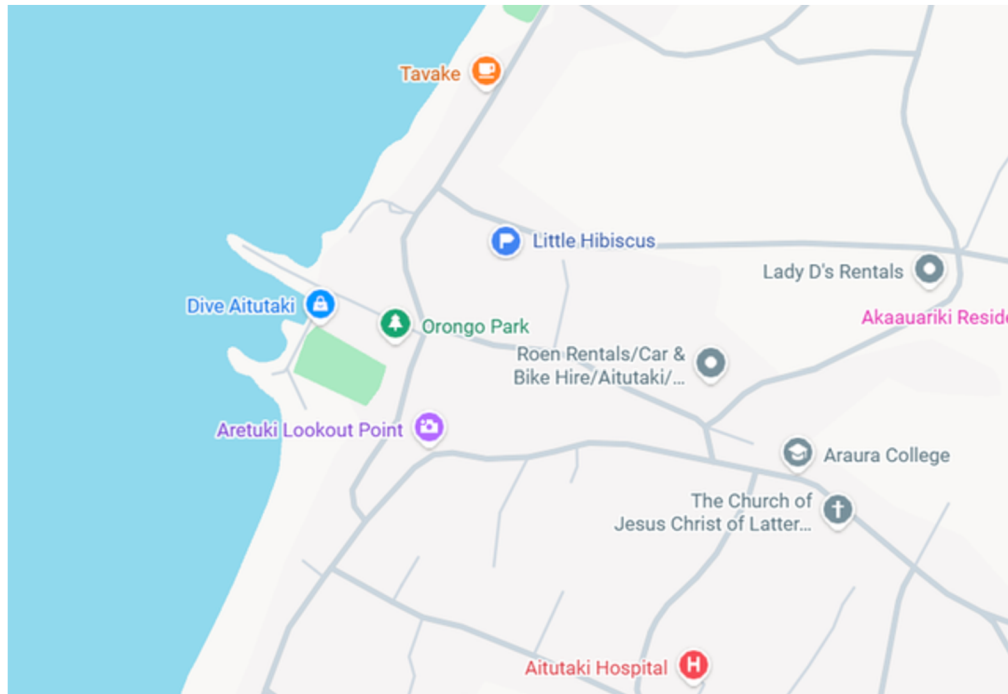 Tavake
Little Hibiscus
Lady D's Rentals
Dive Aitutaki
Akaauariki Reside
Orongo Park
Roen Rentals/Car &
Bike Hire/Aitutaki/...
Aretuki Lookout Point
Araura College
The Church of
Jesus Christ of Latter...
Aitutaki Hospital
H